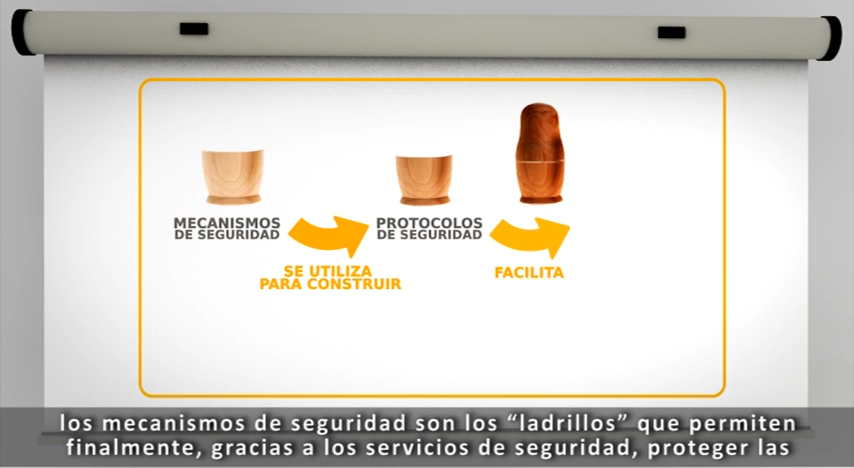 MECANISMOS
DE SEGURIDAD
PROTOCOLOS
DE SEGURIDAD
SE UTILIZA
PARA CONSTRUIR
FACILITA
los mecanismos de seguridad son los “ladrillos” que permiten
finalmente, gracias a los servicios de seguridad, proteger las